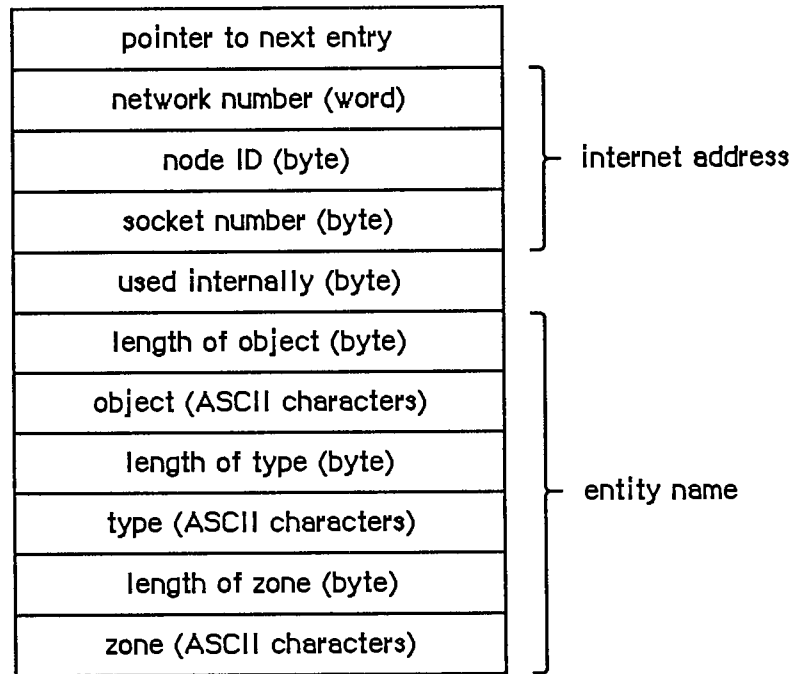 pointer to next entry
network number (word)
node ID (byte)
socket number (byte)
internet address
used internally (byte)
length of object (byte)
object (ASCII characters)
length of type (byte)
type (ASCII characters)
length of zone (byte)
zone (ASCII characters)
entity name